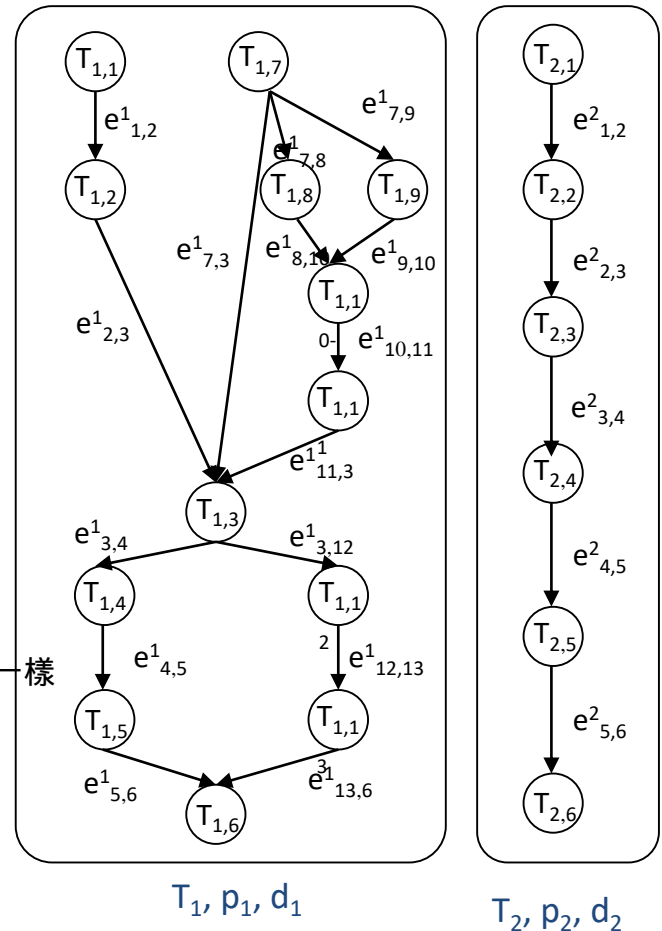 T1,1
T1,7
e1 1,2
e1 7,9
e1 7,8
T1,2
T1,8
T1,9
e1 7,3
e1 8,10
e1 9,10
T1,1
0-
e1 10,11
e1 2,3
T1,1
1
e1 11,3
T1,3
e1 3,4
e1 3,12
T1,4
T1,1
2
e1 4,5
e1 12,13
一樣
T1,5
T1,1
3
e1 5,6
e1 13,6
T1,6
T1, p1, d1
T2,1
e2 1,2
T2,2
e2 2,3
T2,3
e2 3,4
T2,4
e2 4,5
T2,5
e2 5,6
T2,6
T2, p2, d2